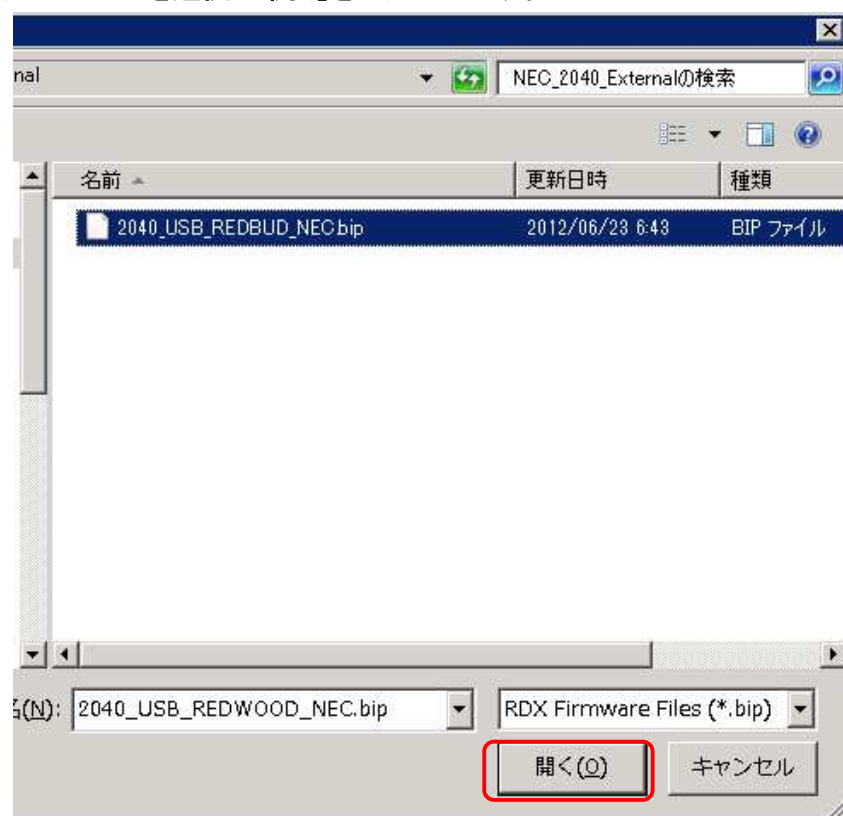 nal
NEC_2040_Externalの検索
名前 更新日時 種類
2040_USB_REDBUD_NEC.bip 2012/06/23 6:43 BIP ファイル
(N): 2040_USB_REDWOOD_NEC.bip RDX Firmware Files (*.bip)
開く(O) キャンセル